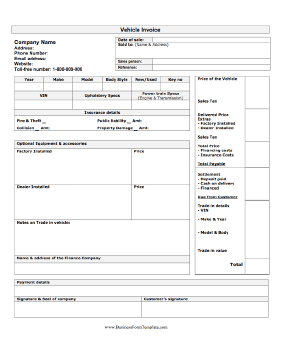 Vehicle Invoice
Company Name
Address:
Phone Number:
Email address:
Website:
Toll-free number: 1-800-000-000
Date of sale:
Sold to: (Name & Address)
Sales person:
Reference:
Year Make Model Body Style New/Used Key no
VIN Upholstery Specs Power train Specs
(Engine & Transmission)
Insurance details
Fire & Theft __ Public liability __ Amt:
Collision __ Amt: Property Damage __ Amt:
Optional Equipment & accessories
Factory Installed Price
Dealer Installed Price
Notes on Trade in vehicle:
Name & address of the Finance Company
Price of the Vehicle
Sales Tax
Delivered Price
Extras
- Factory Installed
- Dealer Installed
Sales Tax
Total Price
- Financing costs
- Insurance Costs
Total Payable
Settlement
- Deposit paid
- Cash on delivery
- Financed
Due from Customer
Trade in details
- VIN
- Make & Year
- Model & Body
Trade in value
Total
Payment details
Signature & Seal of company Customer's signature
www.BusinessFormTemplate.com